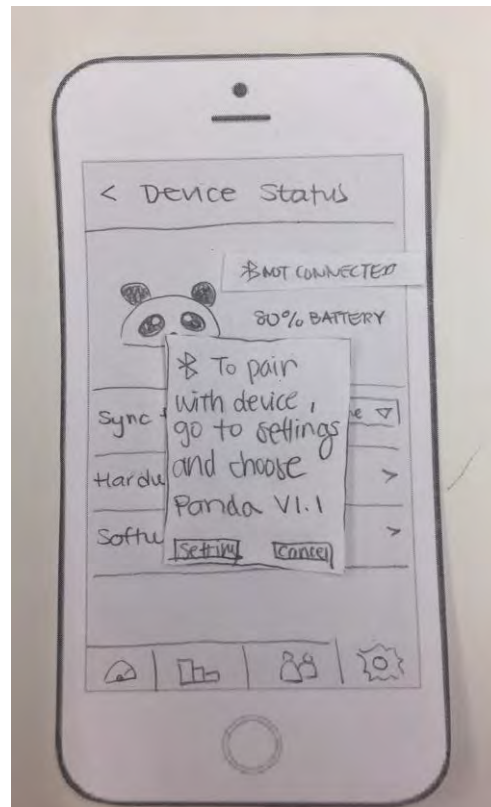 < Device Status
NOT CONNECTED
80% BATTERY
To pair
with device,
go to settings
and choose
Panda V1.1
Setting Cancel
Sync
Hardw
Softw